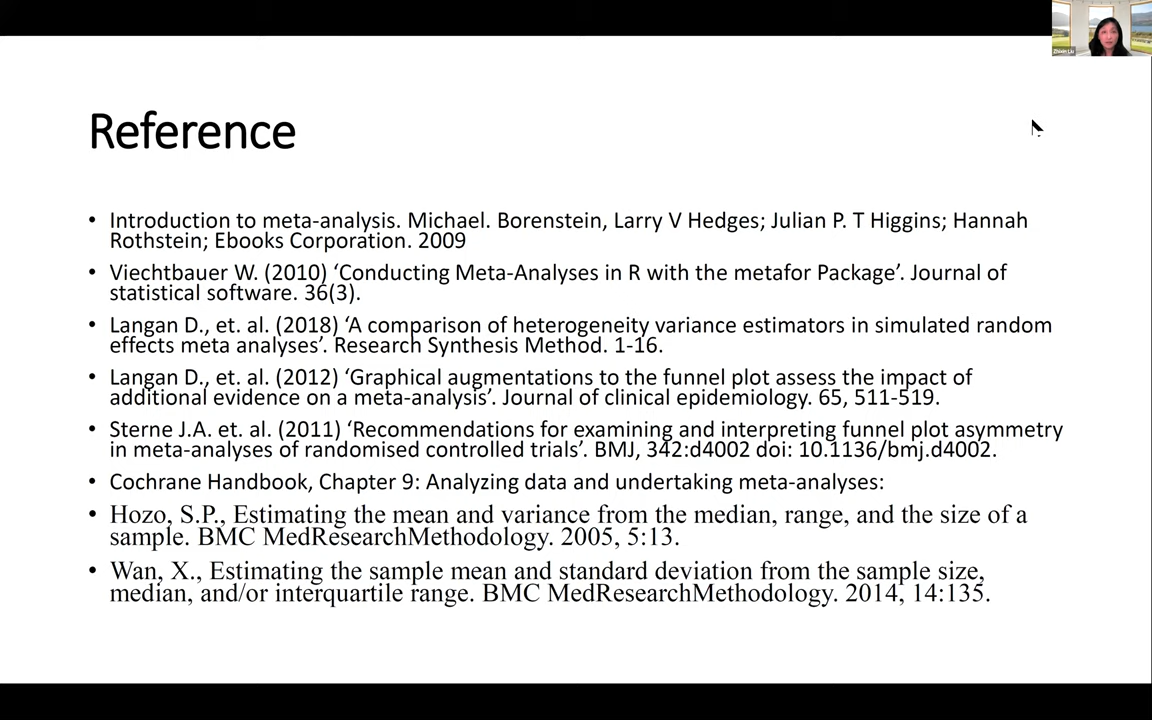 Zhixin Liu
Reference
• Introduction to meta-analysis. Michael. Borenstein, Larry V Hedges; Julian P. T Higgins; Hannah
Rothstein; Ebooks Corporation. 2009
• Viechtbauer W. (2010) ‘Conducting Meta-Analyses in R with the metafor Package’. Journal of
statistical software. 36(3).
• Langan D., et. al. (2018) ‘A comparison of heterogeneity variance estimators in simulated random
effects meta analyses’. Research Synthesis Method. 1-16.
• Langan D., et. al. (2012) ‘Graphical augmentations to the funnel plot assess the impact of
additional evidence on a meta-analysis’. Journal of clinical epidemiology. 65, 511-519.
• Sterne J.A. et. al. (2011) ‘Recommendations for examining and interpreting funnel plot asymmetry
in meta-analyses of randomised controlled trials’. BMJ, 342:d4002 doi: 10.1136/bmj.d4002.
• Cochrane Handbook, Chapter 9: Analyzing data and undertaking meta-analyses:
• Hozo, S.P., Estimating the mean and variance from the median, range, and the size of a
sample. BMC MedResearchMethodology. 2005, 5:13.
• Wan, X., Estimating the sample mean and standard deviation from the sample size,
median, and/or interquartile range. BMC MedResearchMethodology. 2014, 14:135.